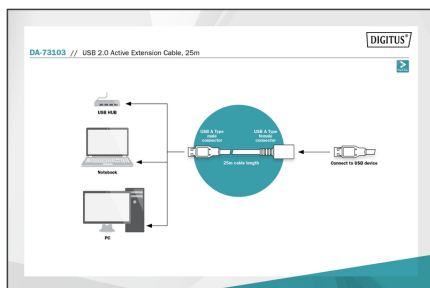 DIGITUS®
DA-73103 // USB 2.0 Active Extension Cable, 25m
USB HUB
USB A Type
male
connector
USB A Type
female
connector
25m cable length
Notebook
Connect to USB device
PC